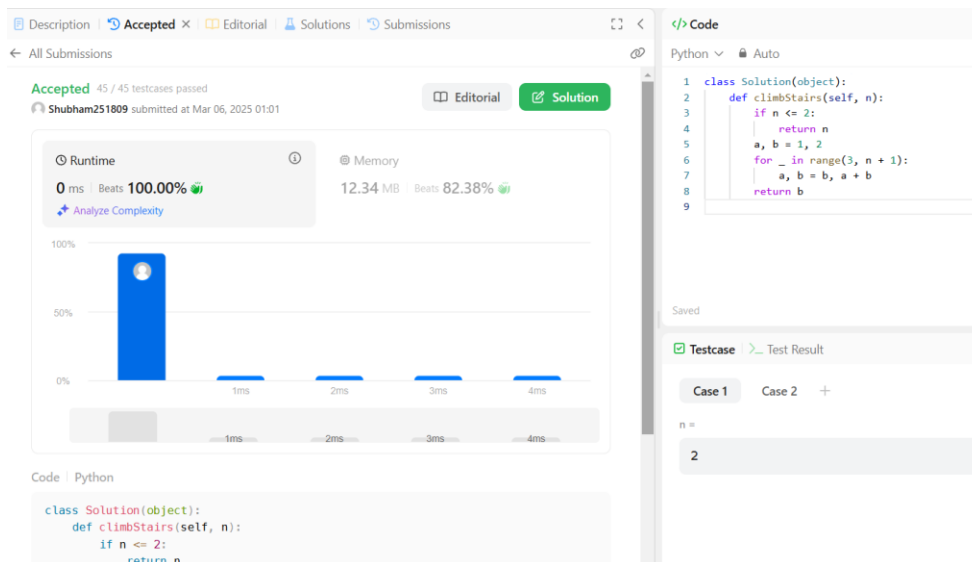 Description Accepted × Editorial Solutions Submissions
← All Submissions
Accepted 45 / 45 testcases passed
Shubham251809 submitted at Mar 06, 2025 01:01
Editorial Solution
Runtime
0 ms Beats 100.00%
Analyze Complexity
Memory
12.34 MB Beats 82.38%
100%
50%
0%
1ms 2ms 3ms 4ms
1ms 2ms 3ms 4ms
Code Python
class Solution(object):
def climbStairs(self, n):
if n <= 2:
return n
</> Code
Python Auto
1 class Solution(object):
2 def climbStairs(self, n):
3 if n <= 2:
4 return n
5 a, b = 1, 2
6 for _ in range(3, n + 1):
7 a, b = b, a + b
8 return b
9
Saved
Testcase >_ Test Result
Case 1 Case 2 +
n =
2